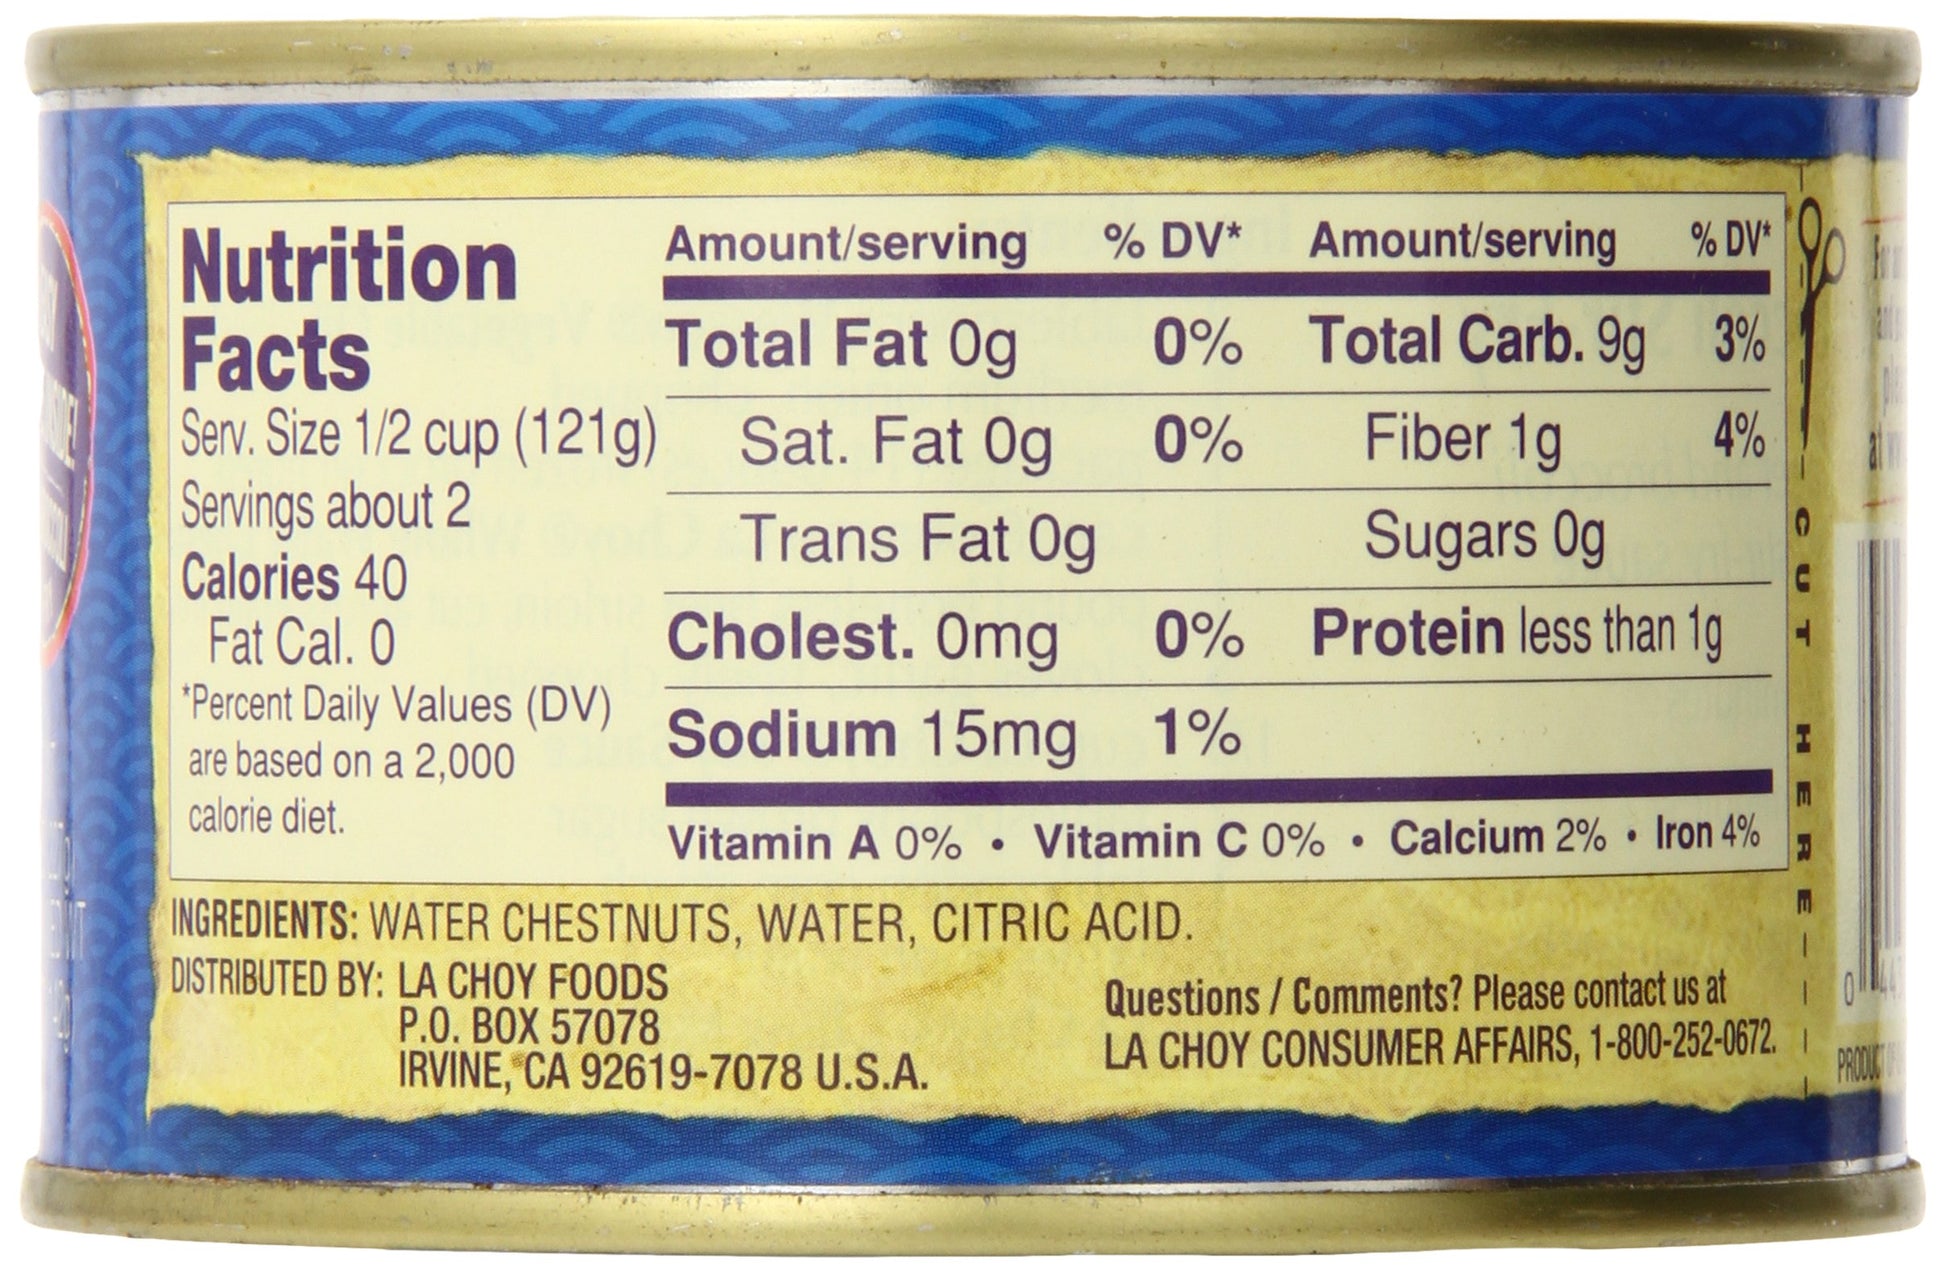 Nutrition
Facts
Serv. Size 1/2 cup (121g)
Servings about 2
Calories 40
Fat Cal. 0
*Percent Daily Values (DV)
are based on a 2,000
calorie diet.
Amount/serving % DV* Amount/serving % DV*
Total Fat 0g 0% Total Carb. 9g 3%
Sat. Fat 0g 0% Fiber 1g 4%
Trans Fat 0g Sugars 0g
Cholest. 0mg 0% Protein less than 1g
Sodium 15mg 1%
Vitamin A 0% • Vitamin C 0% • Calcium 2% • Iron 4%
INGREDIENTS: WATER CHESTNUTS, WATER, CITRIC ACID.
DISTRIBUTED BY: LA CHOY FOODS
P.O. BOX 57078
IRVINE, CA 92619-7078 U.S.A.
Questions / Comments? Please contact us at
LA CHOY CONSUMER AFFAIRS, 1-800-252-0672.
CUT HERE
PRODUCT